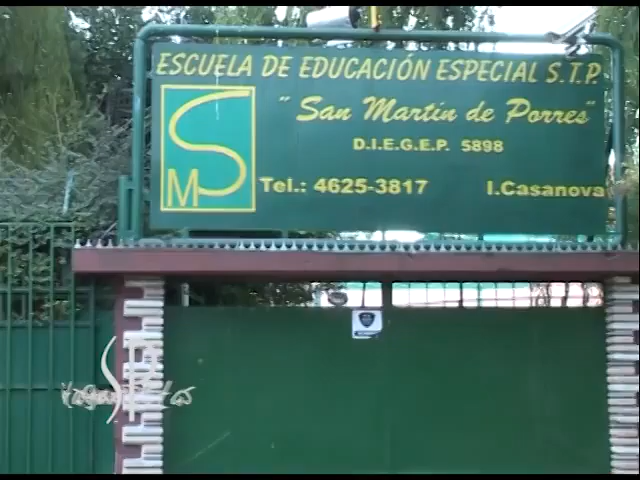 ESCUELA DE EDUCACIÓN ESPECIAL S.T.P.
"San Martín de Porres"
D.I.E.G.E.P. 5898
SM
Tel.: 4625-3817 I.Casanova